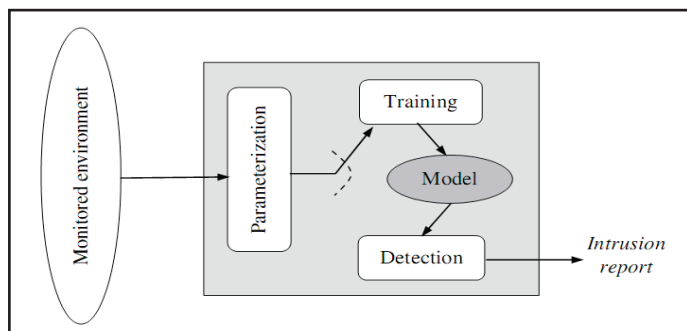 Monitored environment
Parameterization
Training
Model
Detection
Intrusion
report